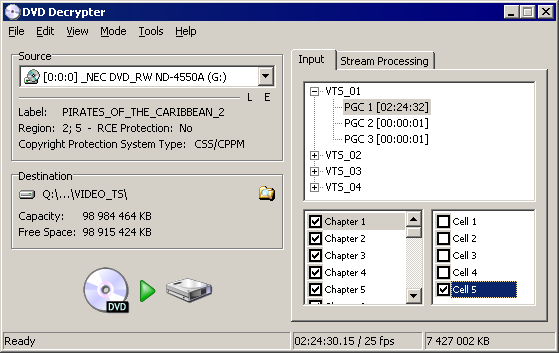 DVD Decrypter
File Edit View Mode Tools Help
Source
[0:0:0] _NEC DVD_RW ND-4550A (G:)
L E
Label: PIRATES_OF_THE_CARIBBEAN_2
Region: 2; 5 - RCE Protection: No
Copyright Protection System Type: CSS/CPPM
Destination
Q:\...\VIDEO_TS\
Capacity: 98 984 464 KB
Free Space: 98 915 424 KB
DVD
Input
Stream Processing
VTS_01
PGC 1 [02:24:32]
PGC 2 [00:00:01]
PGC 3 [00:00:01]
VTS_02
VTS_03
VTS_04
Chapter 1
Chapter 2
Chapter 3
Chapter 4
Chapter 5
Cell 1
Cell 2
Cell 3
Cell 4
Cell 5
Ready
02:24:30.15 / 25 fps
7 427 002 KB